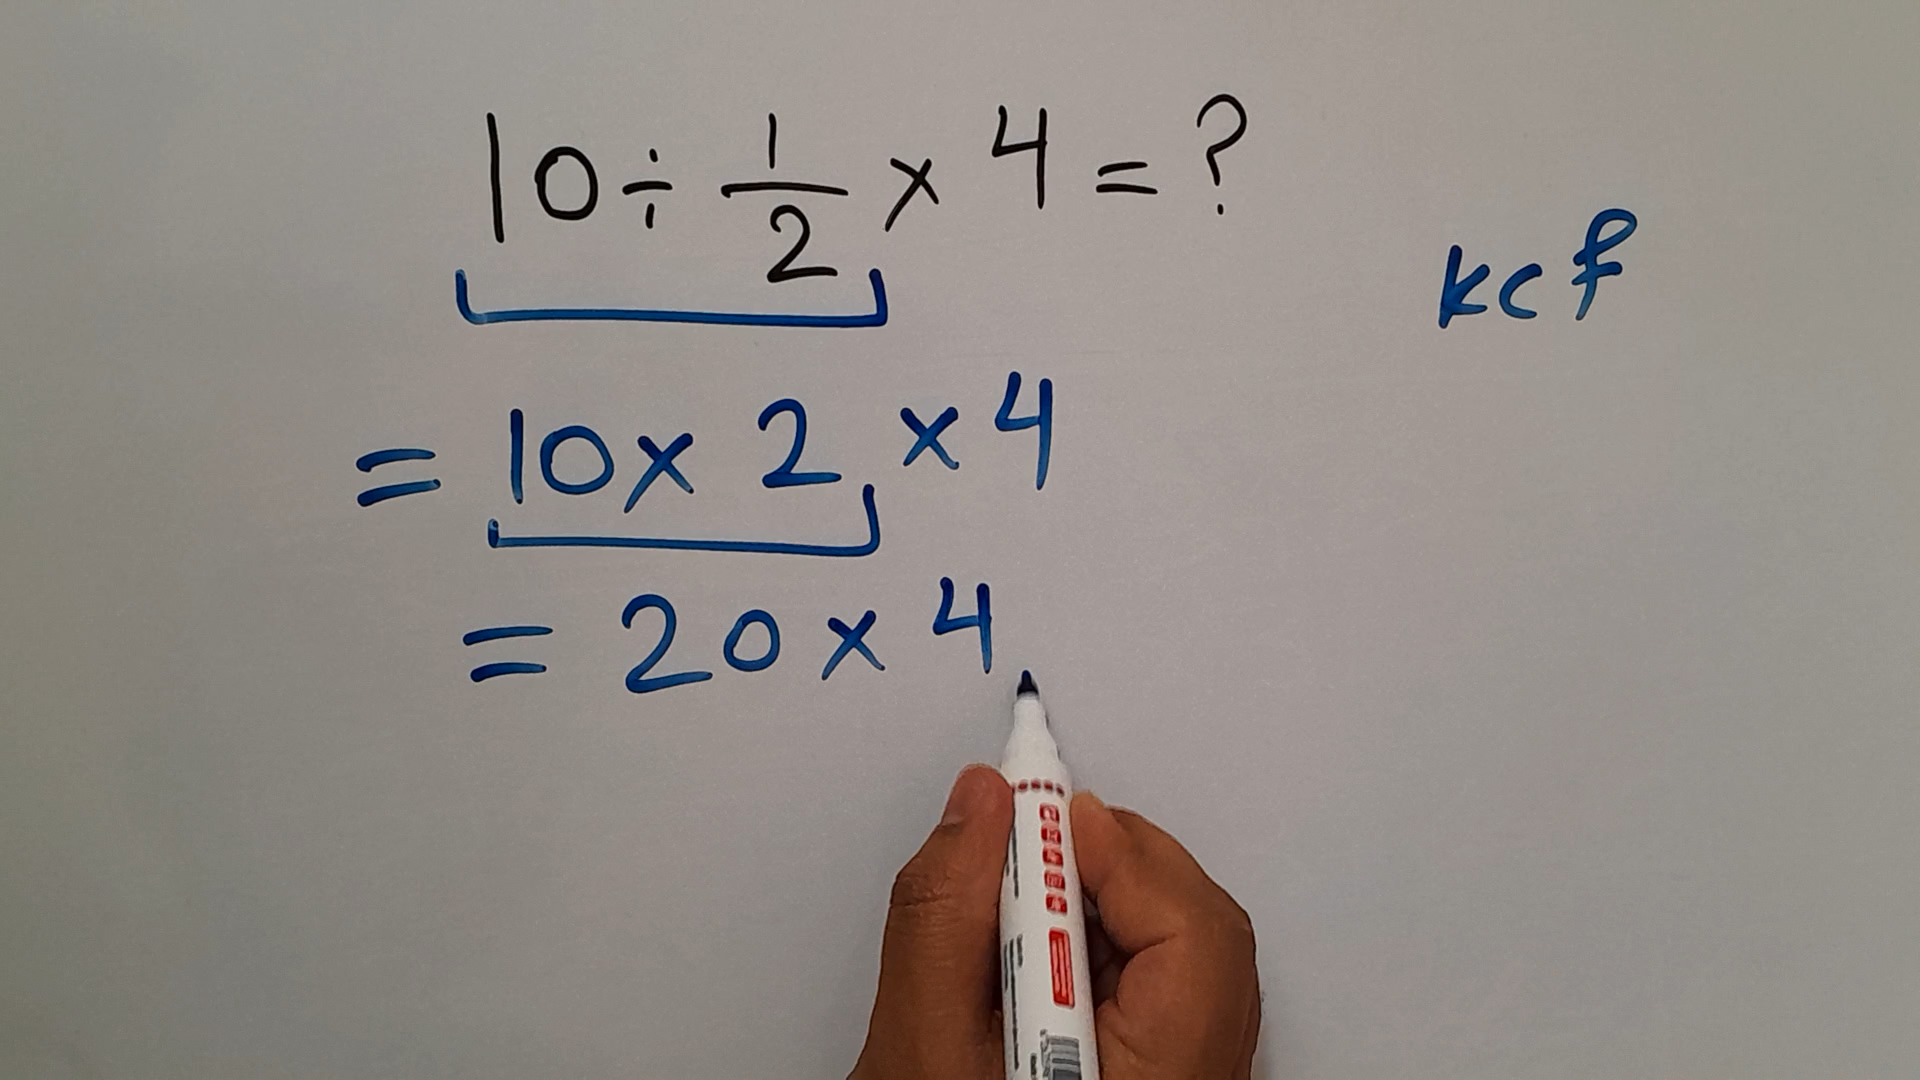 10 ÷ 1/2 × 4 = ?
kcf
= 10 × 2 × 4
= 20 × 4